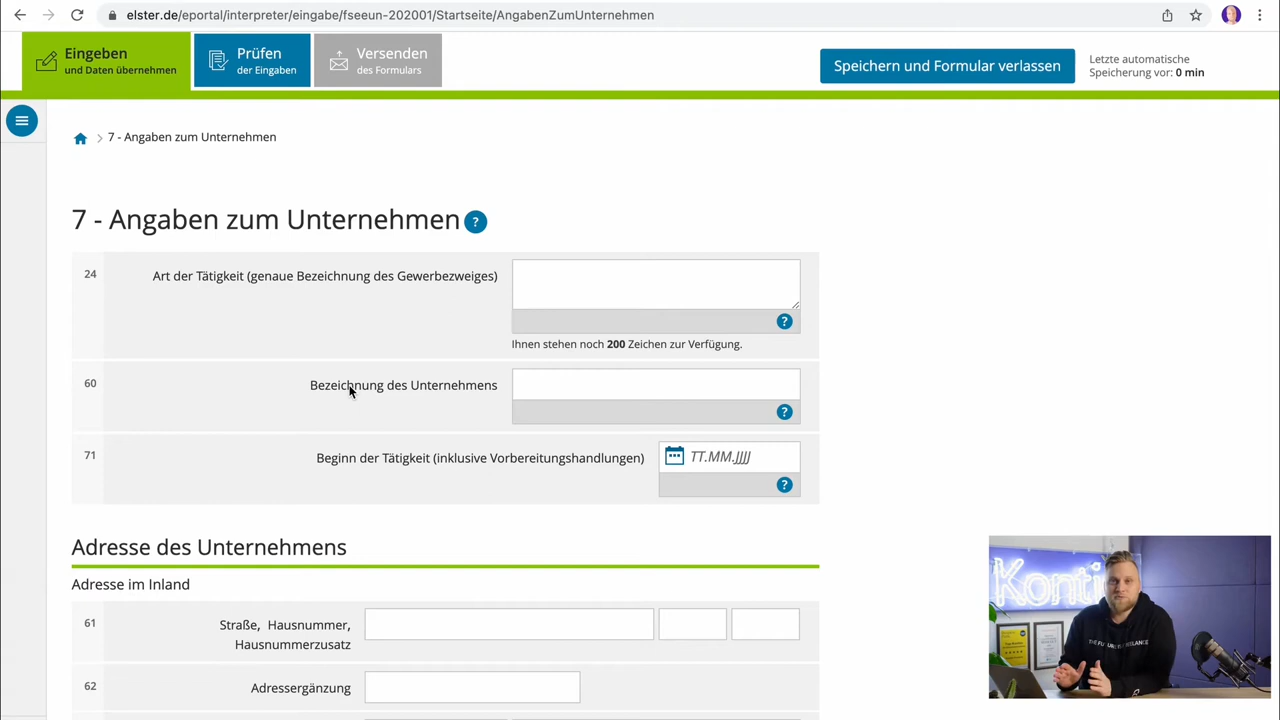 elster.de/eportal/interpreter/eingabe/fseeun-202001/Startseite/AngabenZumUnternehmen
Eingeben
und Daten übernehmen
Prüfen
der Eingaben
Versenden
des Formulars
Speichern und Formular verlassen
Letzte automatische
Speicherung vor: 0 min
7 - Angaben zum Unternehmen
7 - Angaben zum Unternehmen ?
24 Art der Tätigkeit (genaue Bezeichnung des Gewerbezweiges)
?
Ihnen stehen noch 200 Zeichen zur Verfügung.
60 Bezeichnung des Unternehmens
?
71 Beginn der Tätigkeit (inklusive Vorbereitungshandlungen) TT.MM.JJJJ
?
Adresse des Unternehmens
Adresse im Inland
61 Straße, Hausnummer,
Hausnummerzusatz
62 Adressergänzung
Konti